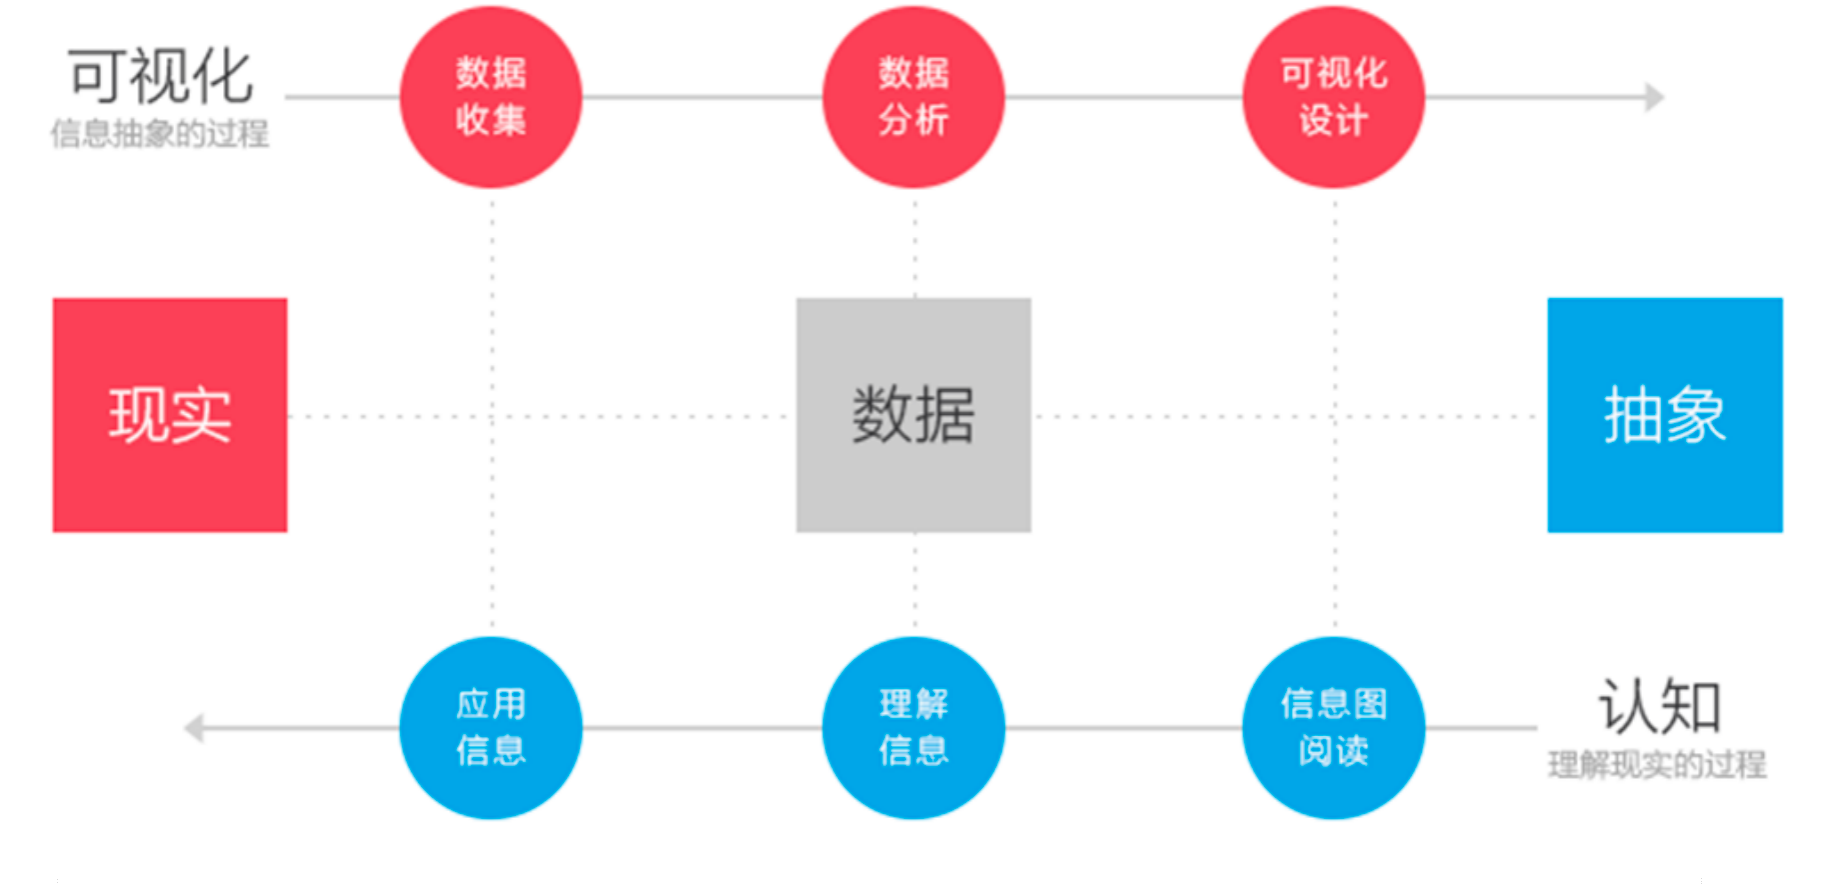 可视化
信息抽象的过程
数据
收集
数据
分析
可视化
设计
现实
数据
抽象
应用
信息
理解
信息
信息图
阅读
认知
理解现实的过程